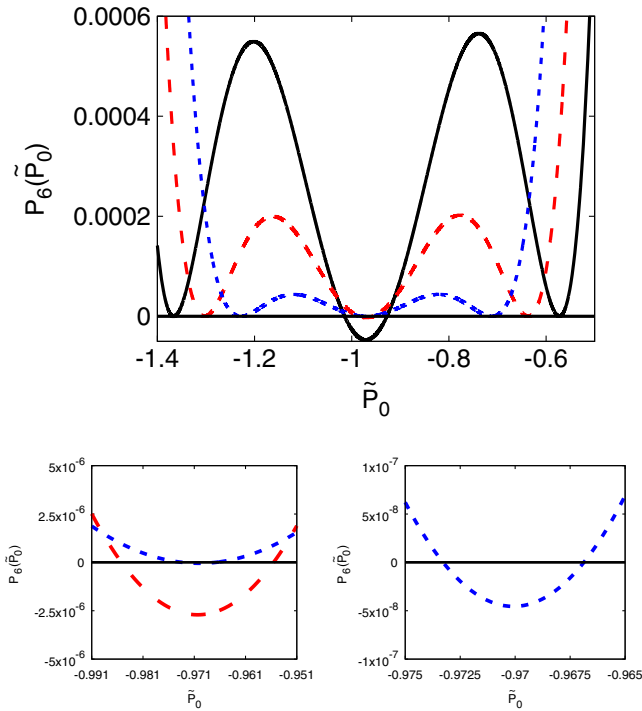 0.0006
0.0004
0.0002
0
P6(P̃0)
-1.4 -1.2 -1 -0.8 -0.6
P̃0
5x10-6
2.5x10-6
0
-2.5x10-6
-5x10-6
P6(P̃0)
-0.991 -0.981 -0.971 -0.961 -0.951
P̃0
1x10-7
5x10-8
0
-5x10-8
-1x10-7
P6(P̃0)
-0.975 -0.9725 -0.97 -0.9675 -0.965
P̃0